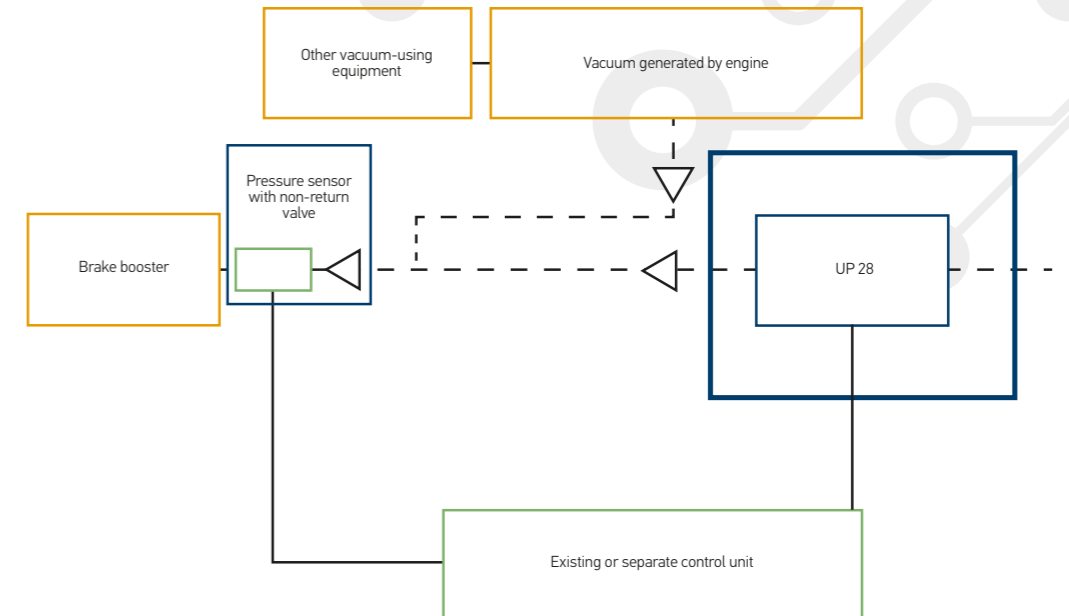 Other vacuum-using
equipment
Vacuum generated by engine
Pressure sensor
with non-return
valve
Brake booster
UP 28
Existing or separate control unit